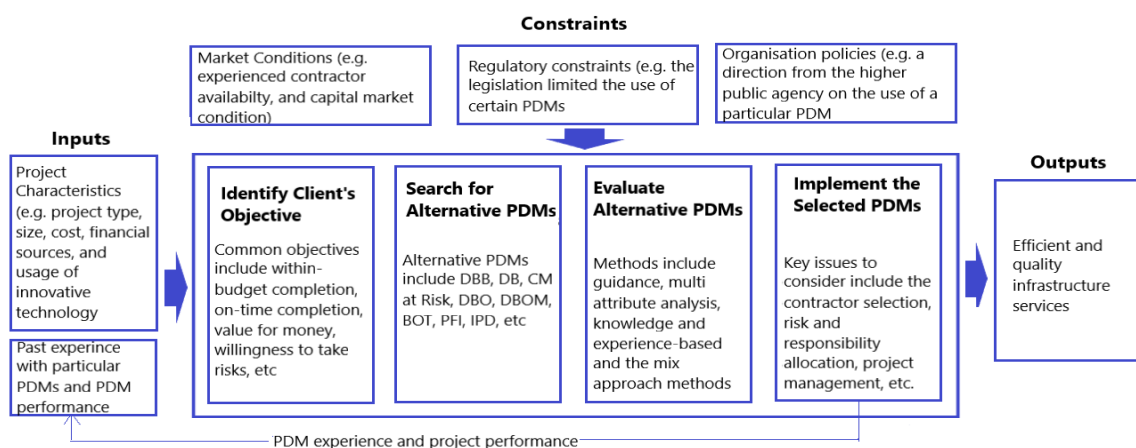 Constraints
Market Conditions (e.g.
experienced contractor
availabilty, and capital market
condition)
Regulatory constraints (e.g. the
legislation limited the use of
certain PDMs
Organisation policies (e.g. a
direction from the higher
public agency on the use of a
particular PDM
Inputs
Project
Characteristics
(e.g. project type,
size, cost, financial
sources, and
usage of
innovative
technology
Past experince
with particular
PDMs and PDM
performance
Identify Client's
Objective
Common objectives
include within-
budget completion,
on-time completion,
value for money,
willingness to take
risks, etc
Search for
Alternative PDMs
Alternative PDMs
include DBB, DB, CM
at Risk, DBO, DBOM,
BOT, PFI, IPD, etc
Evaluate
Alternative PDMs
Methods include
guidance, multi
attribute analysis,
knowledge and
experience-based
and the mix
approach methods
Implement the
Selected PDMs
Key issues to
consider include the
contractor selection,
risk and
responsibility
allocation, project
management, etc.
Outputs
Efficient and
quality
infrastructure
services
PDM experience and project performance